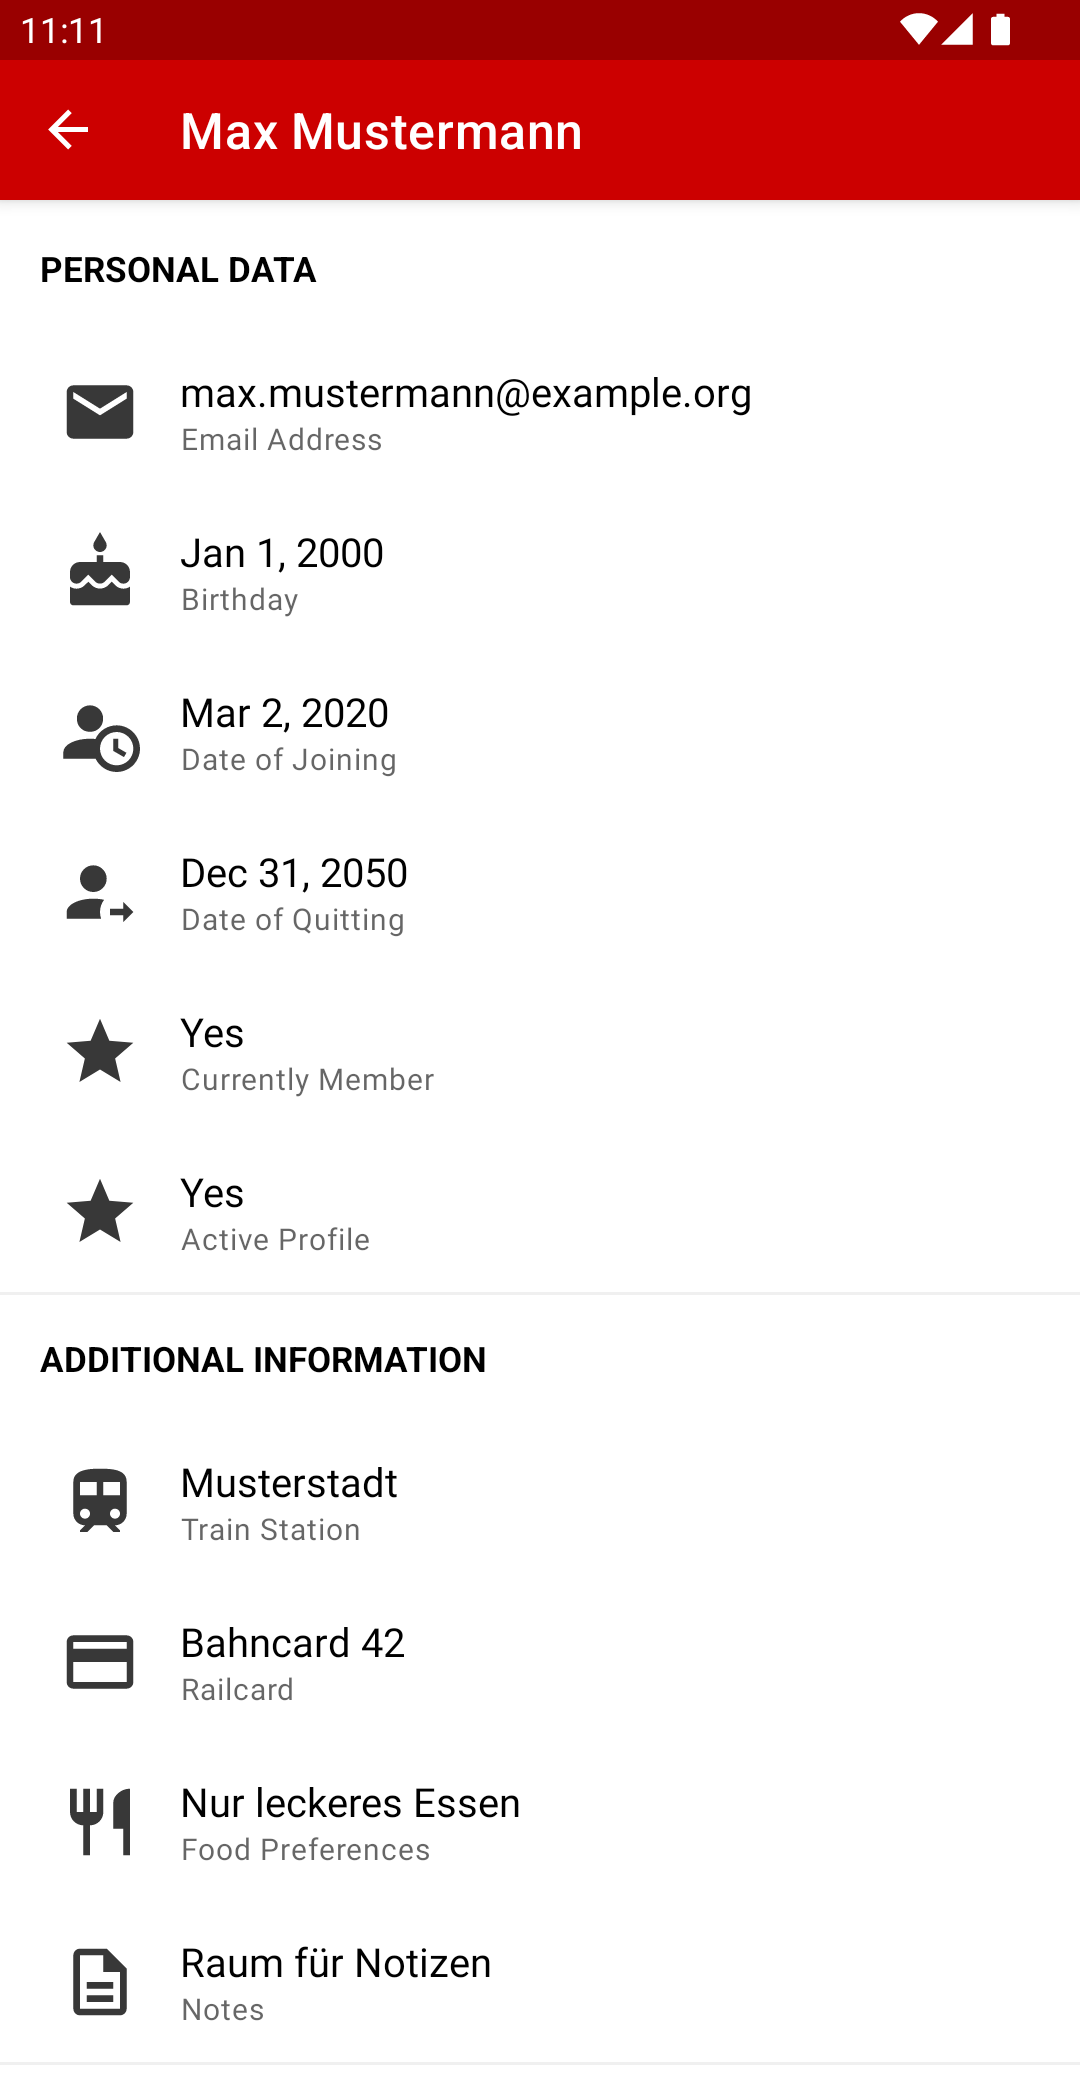 11:11
Max Mustermann
PERSONAL DATA
max.mustermann@example.org
Email Address
Jan 1, 2000
Birthday
Mar 2, 2020
Date of Joining
Dec 31, 2050
Date of Quitting
Yes
Currently Member
Yes
Active Profile
ADDITIONAL INFORMATION
Musterstadt
Train Station
Bahncard 42
Railcard
Nur leckeres Essen
Food Preferences
Raum für Notizen
Notes